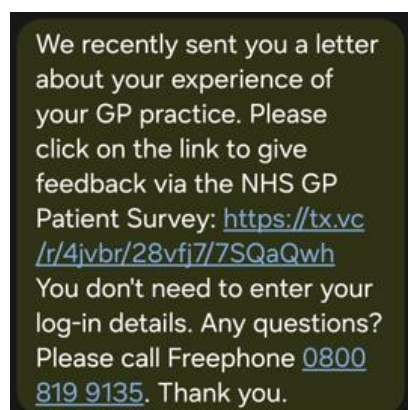 We recently sent you a letter
about your experience of
your GP practice. Please
click on the link to give
feedback via the NHS GP
Patient Survey: https://tx.vc
/r/4jvbr/28vfj7/7SQaQwh
You don't need to enter your
log-in details. Any questions?
Please call Freephone 0800
819 9135. Thank you.